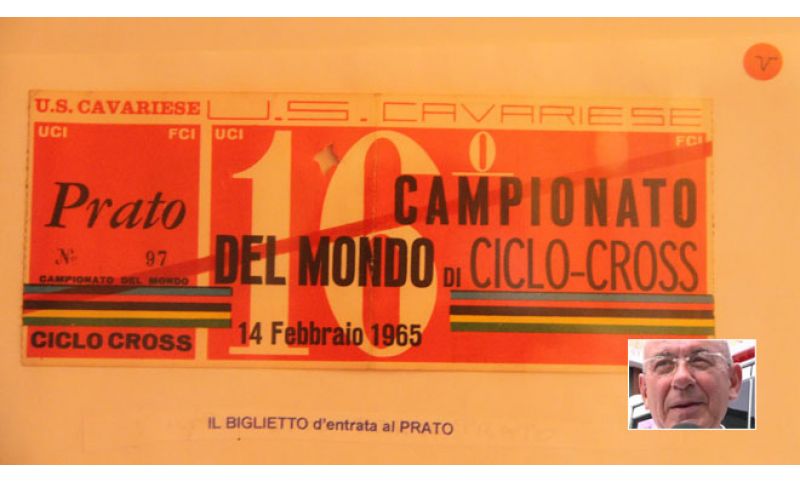 U.S. CAVARIESE
UCI FCI
Prato
№ 97
CAMPIONATO DEL MONDO
CICLO CROSS
U.S. CAVARIESE
UCI FCI
16º
CAMPIONATO
DEL MONDO DI CICLO-CROSS
14 Febbraio 1965
IL BIGLIETTO d'entrata al PRATO